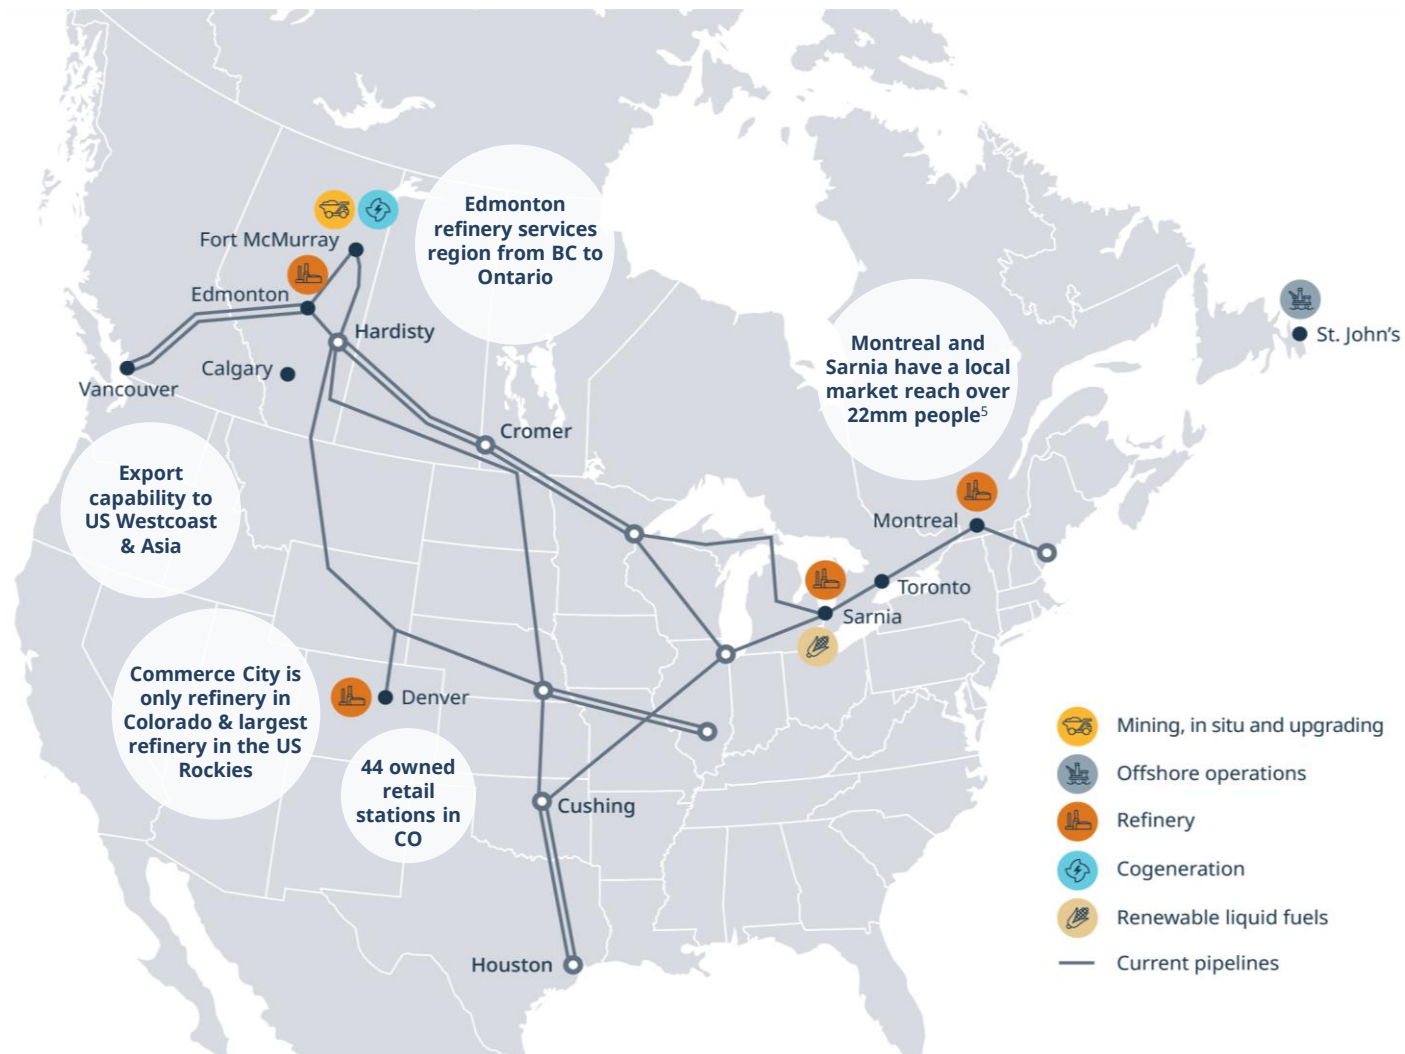 Edmonton
refinery services
region from BC to
Ontario
Fort McMurray
Edmonton
Hardisty
Calgary
Vancouver
Cromer
Montreal and
Sarnia have a local
market reach over
22mm people⁵
St. John's
Export
capability to
US Westcoast
& Asia
Montreal
Toronto
Sarnia
Commerce City is
only refinery in
Colorado & largest
refinery in the US
Rockies
Denver
44 owned
retail
stations in
CO
Cushing
Houston
Mining, in situ and upgrading
Offshore operations
Refinery
Cogeneration
Renewable liquid fuels
Current pipelines